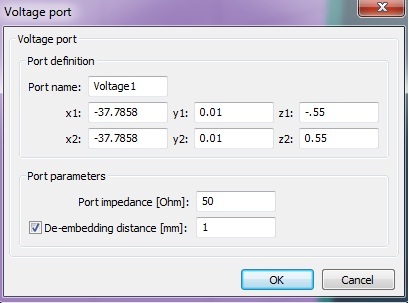 Voltage port
Voltage port
Port definition
Port name: Voltage1
x1: -37.7858 y1: 0.01 z1: -.55
x2: -37.7858 y2: 0.01 z2: 0.55
Port parameters
Port impedance [Ohm]: 50
De-embedding distance [mm]: 1
OK Cancel